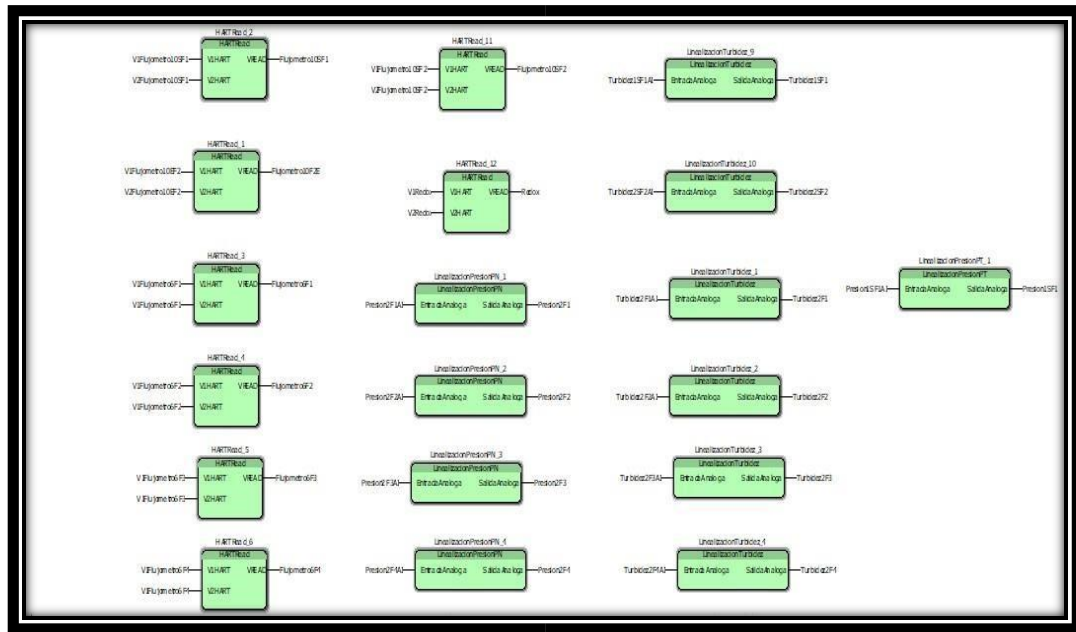 HARTRead_2
HARTRead
V1Flujometro10SF1 V1HART VREAD Flujometro10SF1
V2Flujometro10SF1 V2HART
HARTRead_1
HARTRead
V1Flujometro10EF2 V1HART VREAD Flujometro10F2E
V2Flujometro10EF2 V2HART
HARTRead_3
HARTRead
V1Flujometro6F1 V1HART VREAD Flujometro6F1
V1Flujometro6F1 V2HART
HARTRead_4
HARTRead
V1Flujometro6F2 V1HART VREAD Flujometro6F2
V1Flujometro6F2 V2HART
HARTRead_5
HARTRead
V1Flujometro6F3 V1HART VREAD Flujometro6F3
V1Flujometro6F3 V2HART
HARTRead_6
HARTRead
V1Flujometro6F4 V1HART VREAD Flujometro6F4
V1Flujometro6F4 V2HART
HARTRead_11
HARTRead
V1Flujometro10SF2 V1HART VREAD Flujometro10SF2
V2Flujometro10SF2 V2HART
HARTRead_12
HARTRead
V1Redox V1HART VREAD Redox
V2Redox V2HART
LinealizacionPresionPN_1
LinealizacionPresionPN
Presion2F1AI EntradaAnaloga SalidaAnaloga Presion2F1
LinealizacionPresionPN_2
LinealizacionPresionPN
Presion2F2AI EntradaAnaloga SalidaAnaloga Presion2F2
LinealizacionPresionPN_3
LinealizacionPresionPN
Presion2F3AI EntradaAnaloga SalidaAnaloga Presion2F3
LinealizacionPresionPN_4
LinealizacionPresionPN
Presion2F4AI EntradaAnaloga SalidaAnaloga Presion2F4
LinealizacionTurbidez_9
LinealizacionTurbidez
Turbidez1SF1AI EntradaAnaloga SalidaAnaloga Turbidez1SF1
LinealizacionTurbidez_10
LinealizacionTurbidez
Turbidez2SF2AI EntradaAnaloga SalidaAnaloga Turbidez2SF2
LinealizacionTurbidez_1
LinealizacionTurbidez
Turbidez2F1AI EntradaAnaloga SalidaAnaloga Turbidez2F1
LinealizacionTurbidez_2
LinealizacionTurbidez
Turbidez2F2AI EntradaAnaloga SalidaAnaloga Turbidez2F2
LinealizacionTurbidez_3
LinealizacionTurbidez
Turbidez2F3AI EntradaAnaloga SalidaAnaloga Turbidez2F3
LinealizacionTurbidez_4
LinealizacionTurbidez
Turbidez2F4AI EntradaAnaloga SalidaAnaloga Turbidez2F4
LinealizacionPresionPT_1
LinealizacionPresionPT
Presion1SF1AI EntradaAnaloga SalidaAnaloga Presion1SF1